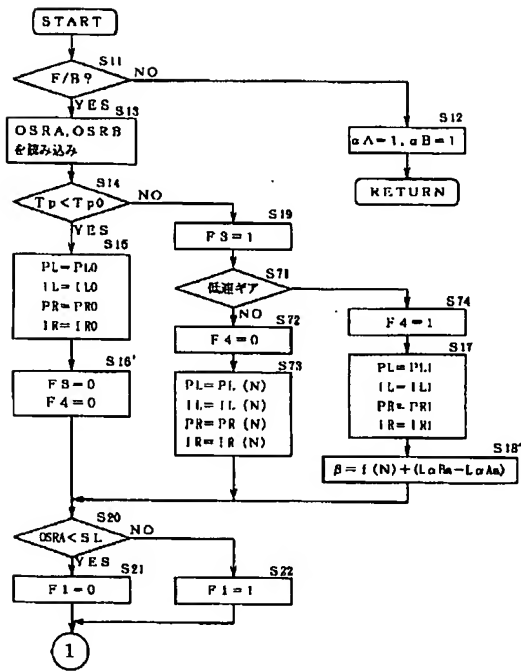 START
S11
F/B?
NO
YES
S13
OSRA, OSRB
を読み込み
S12
αA=1, αB=1
RETURN
S14
Tp<Tp0
NO
YES
S15
PL=PL0
IL=IL0
PR=PR0
IR=IR0
S16'
F3=0
F4=0
S19
F3=1
S71
低速ギア
NO
S72
F4=0
S73
PL=PL (N)
IL=IL (N)
PR=PR (N)
IR=IR (N)
S74
F4=1
S17
PL=PL1
IL=IL1
PR=PR1
IR=IR1
S18'
β=f (N)+(LαBm-LαAm)
S20
OSRA<SL
NO
YES
S21
F1=0
S22
F1=1
1